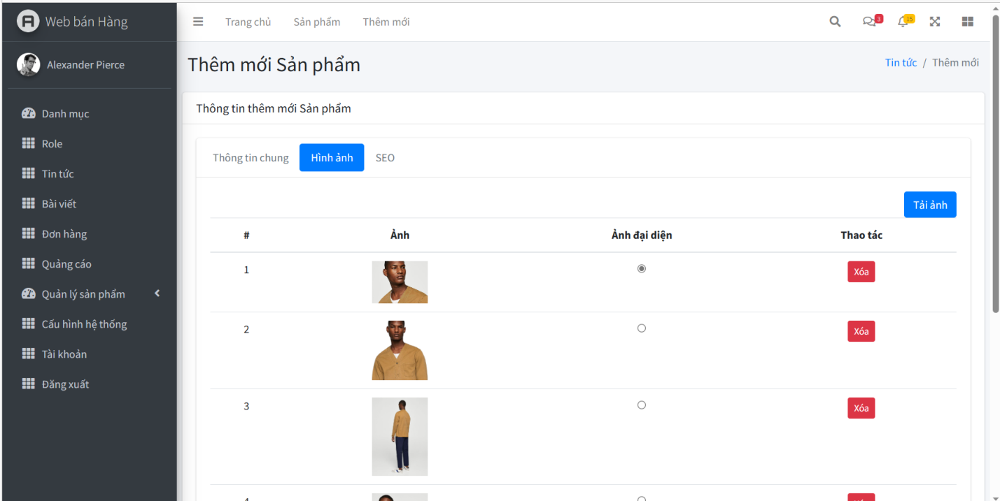 Web bán Hàng
Trang chủ Sản phẩm Thêm mới
3
15
Alexander Pierce
Danh mục
Role
Tin tức
Bài viết
Đơn hàng
Quảng cáo
Quản lý sản phẩm
Cấu hình hệ thống
Tài khoản
Đăng xuất
Thêm mới Sản phẩm
Tin tức / Thêm mới
Thông tin thêm mới Sản phẩm
Thông tin chung Hình ảnh SEO
Tải ảnh
# Ảnh Ảnh đại diện Thao tác
1 Xóa
2 Xóa
3 Xóa
4 Xóa